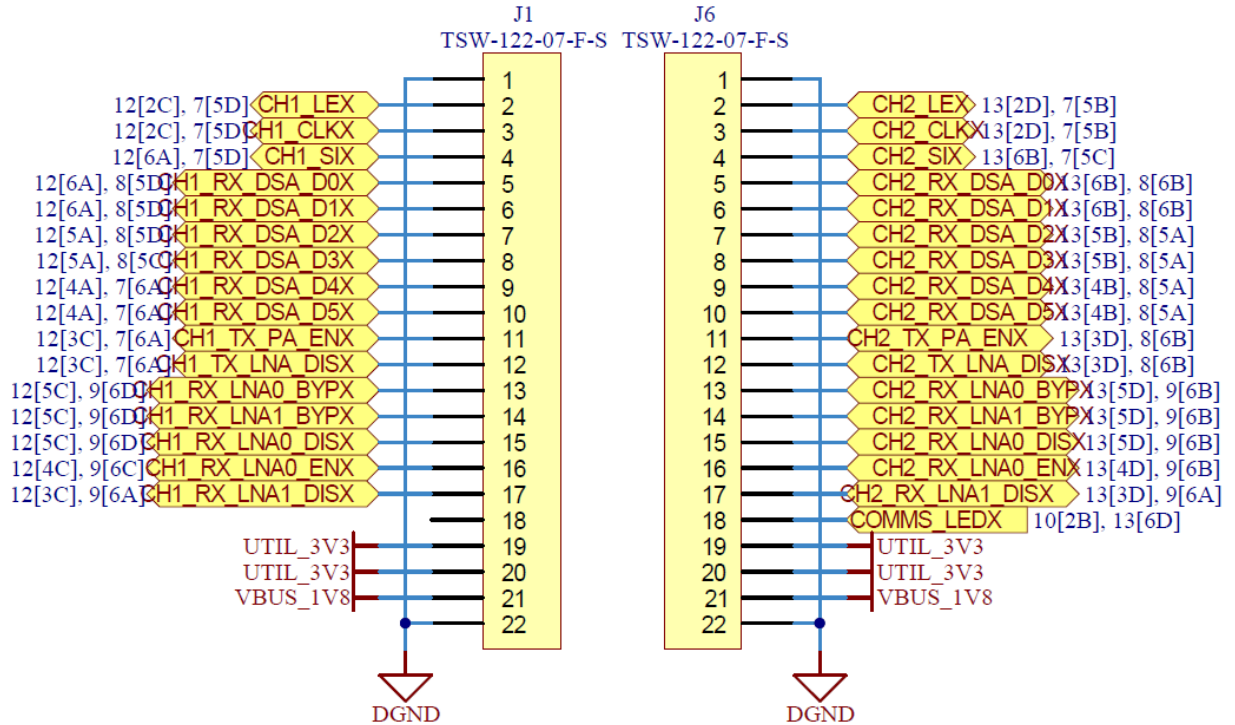 J1 J6
TSW-122-07-F-S TSW-122-07-F-S
1 1
12[2C], 7[5D] CH1_LEX 2 2 CH2_LEX 13[2D], 7[5B]
12[2C], 7[5D] CH1_CLKX 3 3 CH2_CLKX 13[2D], 7[5B]
12[6A], 7[5D] CH1_SIX 4 4 CH2_SIX 13[6B], 7[5C]
12[6A], 8[5D] CH1_RX_DSA_D0X 5 5 CH2_RX_DSA_D0X 13[6B], 8[6B]
12[6A], 8[5D] CH1_RX_DSA_D1X 6 6 CH2_RX_DSA_D1X 13[6B], 8[6B]
12[5A], 8[5D] CH1_RX_DSA_D2X 7 7 CH2_RX_DSA_D2X 13[5B], 8[5A]
12[5A], 8[5C] CH1_RX_DSA_D3X 8 8 CH2_RX_DSA_D3X 13[5B], 8[5A]
12[4A], 7[6A] CH1_RX_DSA_D4X 9 9 CH2_RX_DSA_D4X 13[4B], 8[5A]
12[4A], 7[6A] CH1_RX_DSA_D5X 10 10 CH2_RX_DSA_D5X 13[4B], 8[5A]
12[3C], 7[6A] CH1_TX_PA_ENX 11 11 CH2_TX_PA_ENX 13[3D], 8[6B]
12[3C], 7[6A] CH1_TX_LNA_DISX 12 12 CH2_TX_LNA_DISX 13[3D], 8[6B]
12[5C], 9[6D] CH1_RX_LNA0_BYPX 13 13 CH2_RX_LNA0_BYPX 13[5D], 9[6B]
12[5C], 9[6D] CH1_RX_LNA1_BYPX 14 14 CH2_RX_LNA1_BYPX 13[5D], 9[6B]
12[5C], 9[6D] CH1_RX_LNA0_DISX 15 15 CH2_RX_LNA0_DISX 13[5D], 9[6B]
12[4C], 9[6C] CH1_RX_LNA0_ENX 16 16 CH2_RX_LNA0_ENX 13[4D], 9[6B]
12[3C], 9[6A] CH1_RX_LNA1_DISX 17 17 CH2_RX_LNA1_DISX 13[3D], 9[6A]
18 18 COMMS_LEDX 10[2B], 13[6D]
UTIL_3V3 19 19 UTIL_3V3
UTIL_3V3 20 20 UTIL_3V3
VBUS_1V8 21 21 VBUS_1V8
22 22
DGND DGND